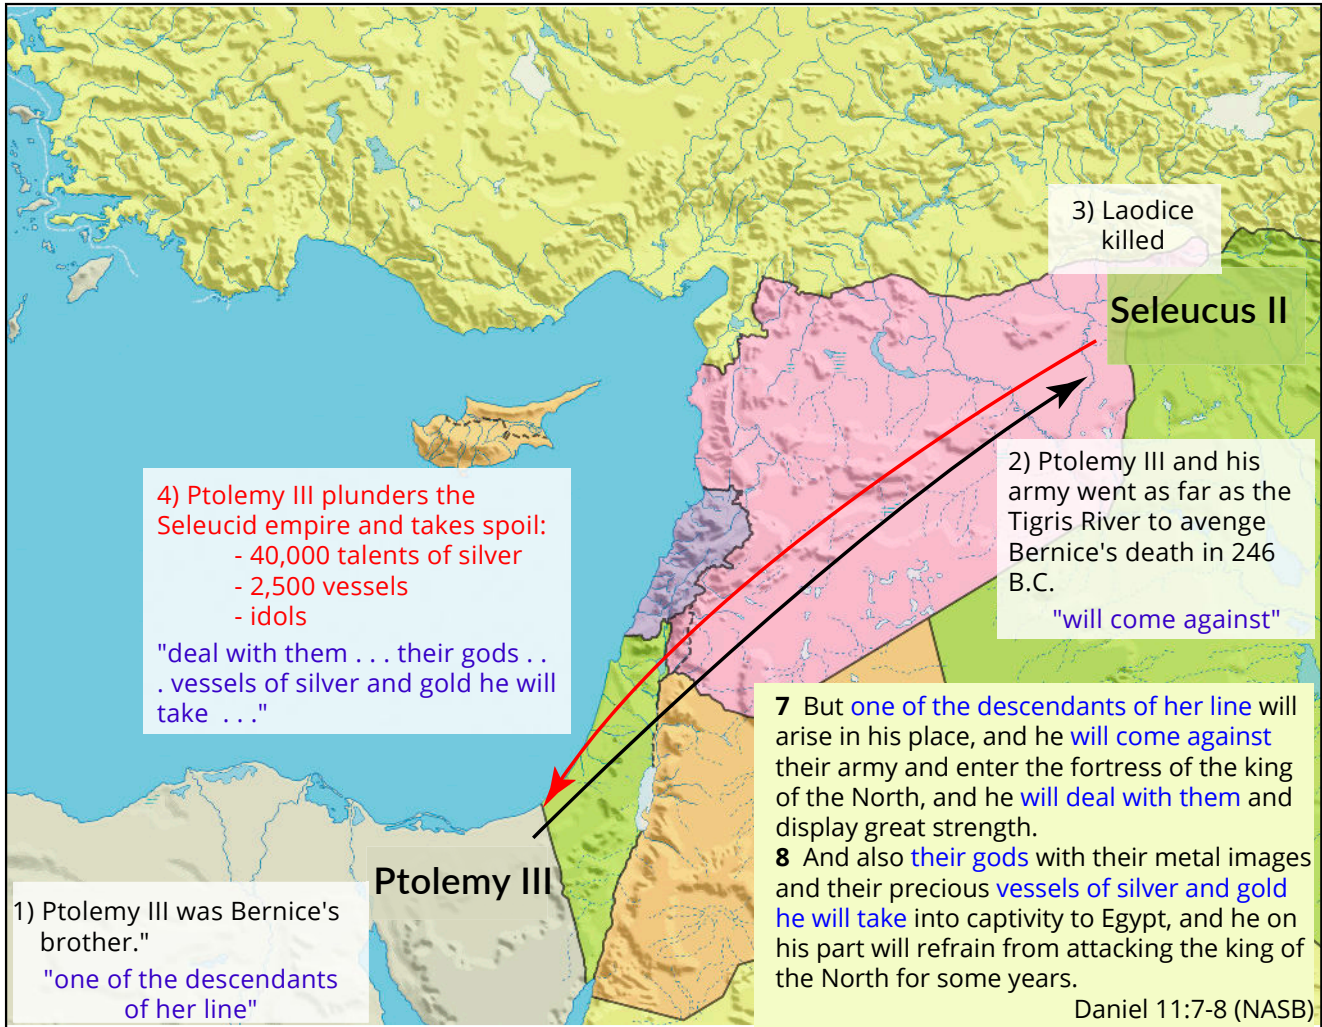 3) Laodice
killed
Seleucus II
2) Ptolemy III and his
army went as far as the
Tigris River to avenge
Bernice's death in 246
B.C.
"will come against"
4) Ptolemy III plunders the
Seleucid empire and takes spoil:
- 40,000 talents of silver
- 2,500 vessels
- idols
"deal with them . . . their gods . .
. vessels of silver and gold he will
take . . ."
Ptolemy III
1) Ptolemy III was Bernice's
brother."
"one of the descendants
of her line"
7 But one of the descendants of her line will
arise in his place, and he will come against
their army and enter the fortress of the king
of the North, and he will deal with them and
display great strength.
8 And also their gods with their metal images
and their precious vessels of silver and gold
he will take into captivity to Egypt, and he on
his part will refrain from attacking the king of
the North for some years.
Daniel 11:7-8 (NASB)